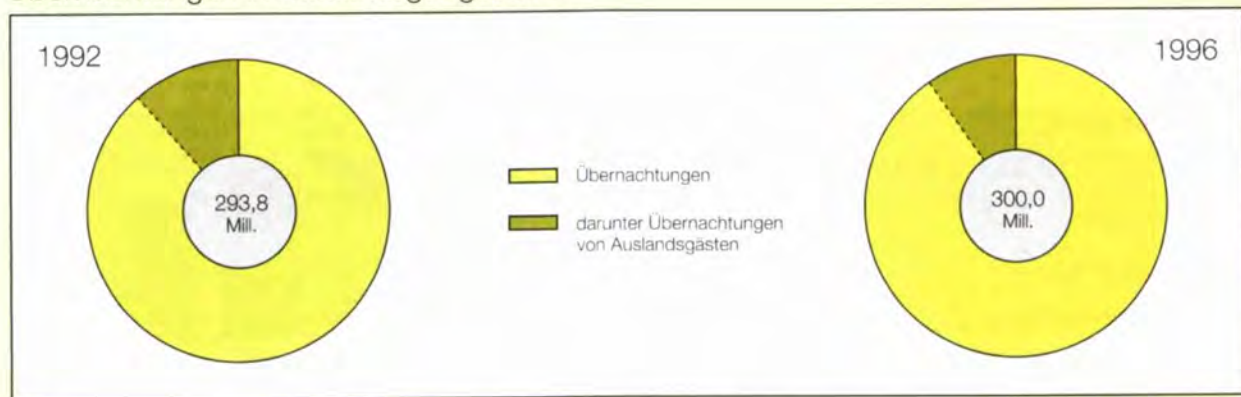 1992
1996
293,8
Mill.
Übernachtungen
darunter Übernachtungen
von Auslandsgästen
300,0
Mill.